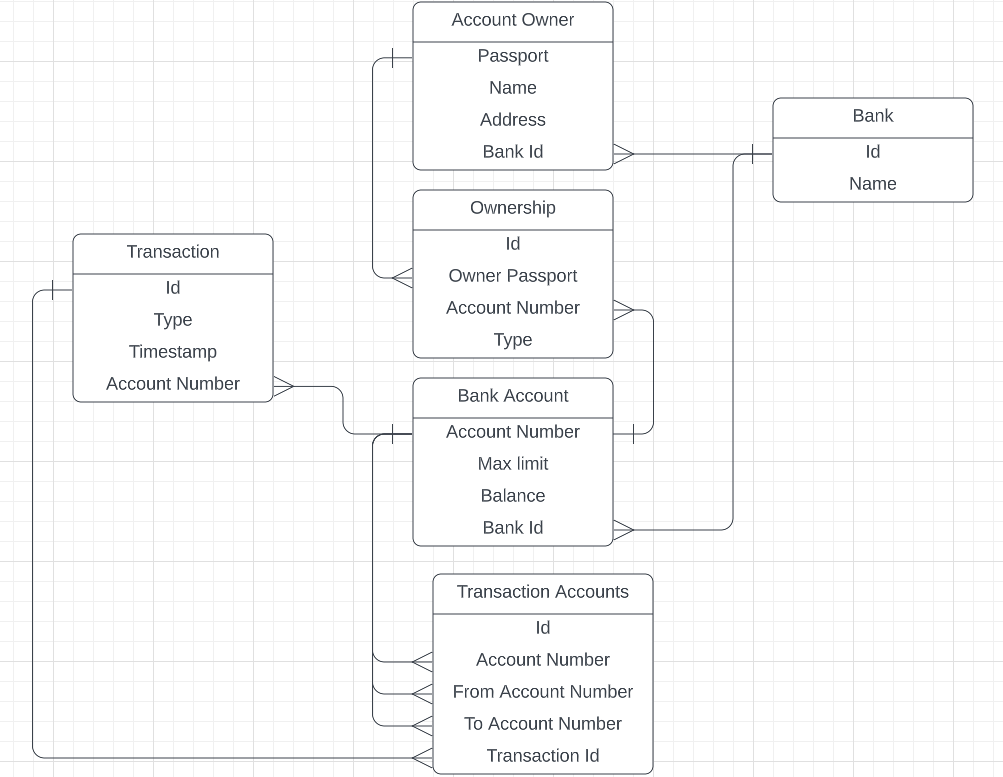 Account Owner
Passport
Name
Address
Bank Id
Bank
Id
Name
Ownership
Id
Owner Passport
Account Number
Type
Transaction
Id
Type
Timestamp
Account Number
Bank Account
Account Number
Max limit
Balance
Bank Id
Transaction Accounts
Id
Account Number
From Account Number
To Account Number
Transaction Id